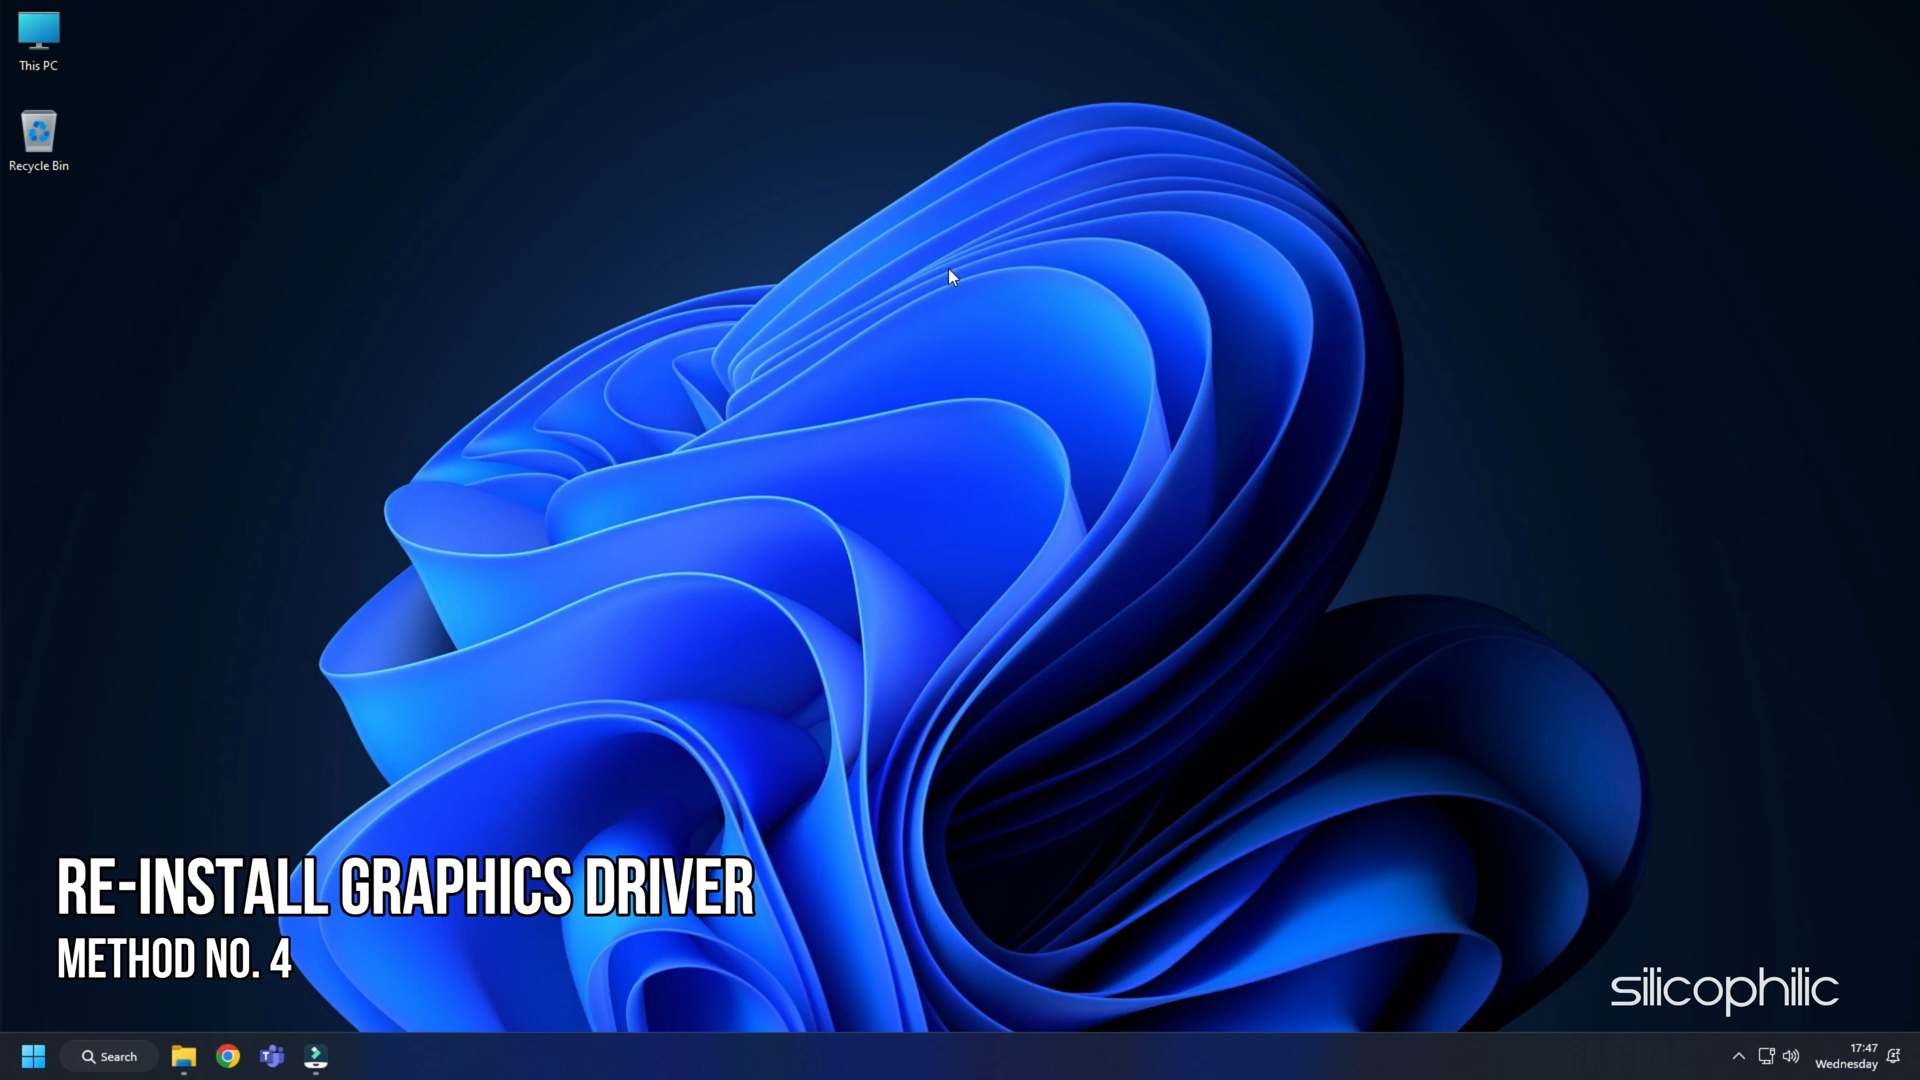 This PC
Recycle Bin
RE-INSTALL GRAPHICS DRIVER
METHOD NO. 4
silicophilic
Search
17:47
Wednesday